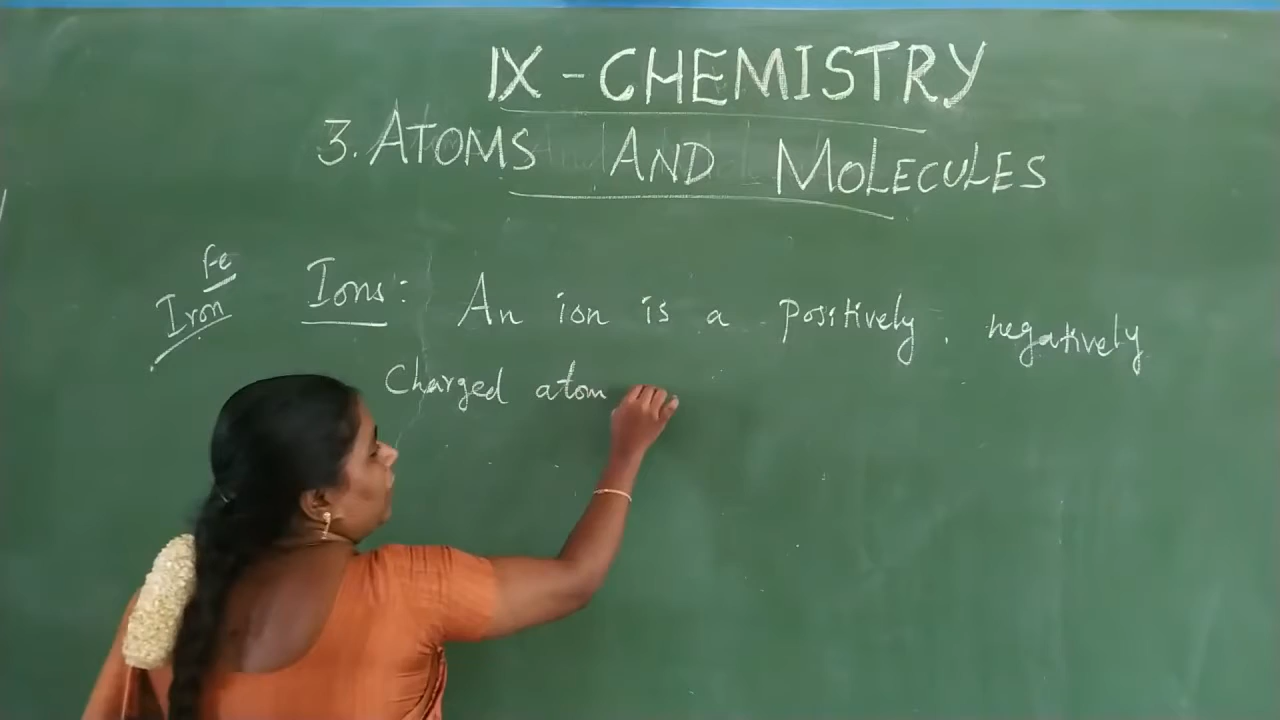 IX - CHEMISTRY
3. ATOMS AND MOLECULES
Fe
Iron
Ions: An ion is a positively, negatively
Charged atom